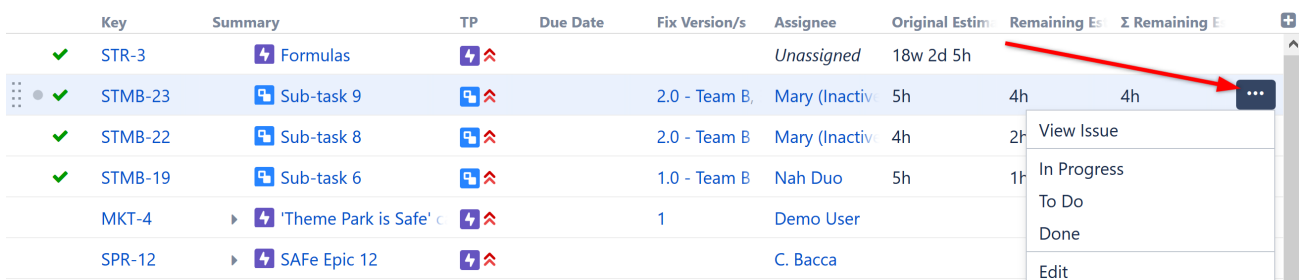 Key Summary TP Due Date Fix Version/s Assignee Original Estim Remaining Es Σ Remaining E
STR-3 Formulas Unassigned 18w 2d 5h
STMB-23 Sub-task 9 2.0 - Team B, Mary (Inactive 5h 4h 4h
STMB-22 Sub-task 8 2.0 - Team B Mary (Inactiv 4h 2h
View Issue
STMB-19 Sub-task 6 1.0 - Team B Nah Duo 5h 1h
In Progress
To Do
MKT-4 'Theme Park is Safe' 1 Demo User
Done
SPR-12 SAFe Epic 12 C. Bacca
Edit